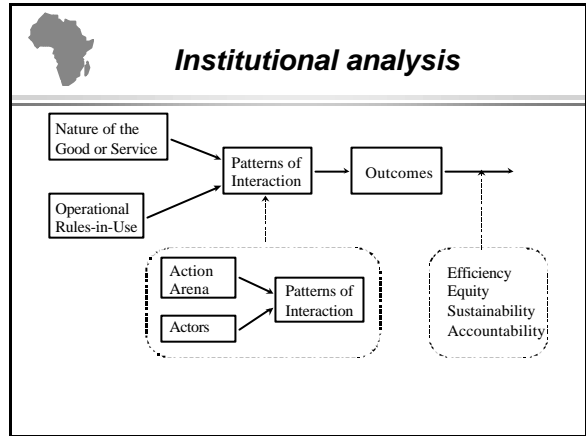 Institutional analysis
Nature of the
Good or Service
Patterns of
Interaction
Outcomes
Operational
Rules-in-Use
Action
Arena
Patterns of
Interaction
Actors
Efficiency
Equity
Sustainability
Accountability